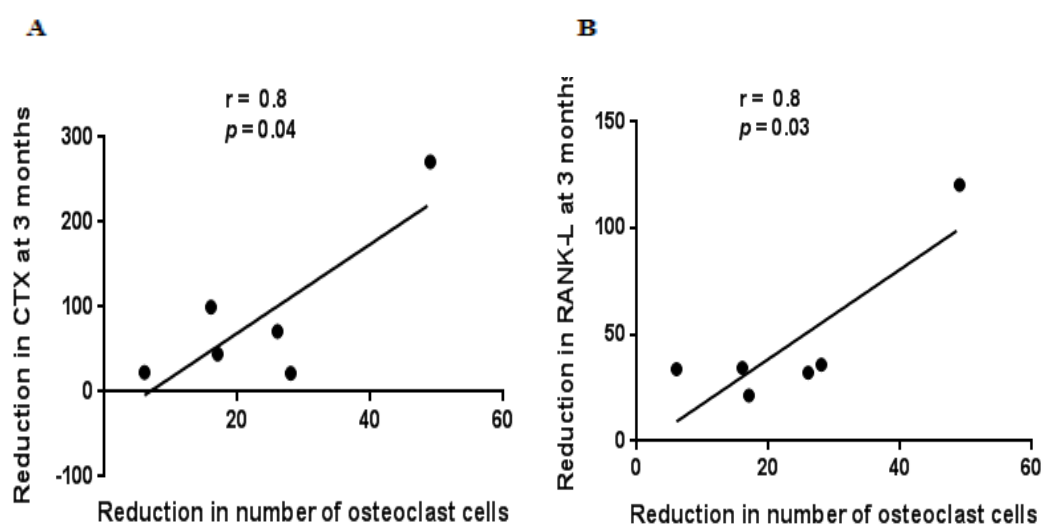 A
r = 0.8
p = 0.04
Reduction in CTX at 3 months
300
200
100
0
-100
20
40
60
Reduction in number of osteoclast cells
B
r = 0.8
p = 0.03
Reduction in RANK-L at 3 months
150
100
50
0
0
20
40
60
Reduction in number of osteoclast cells